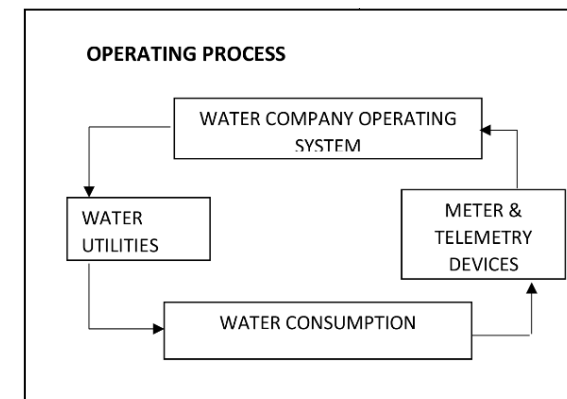 OPERATING PROCESS
WATER COMPANY OPERATING
SYSTEM
WATER
UTILITIES
METER &
TELEMETRY
DEVICES
WATER CONSUMPTION